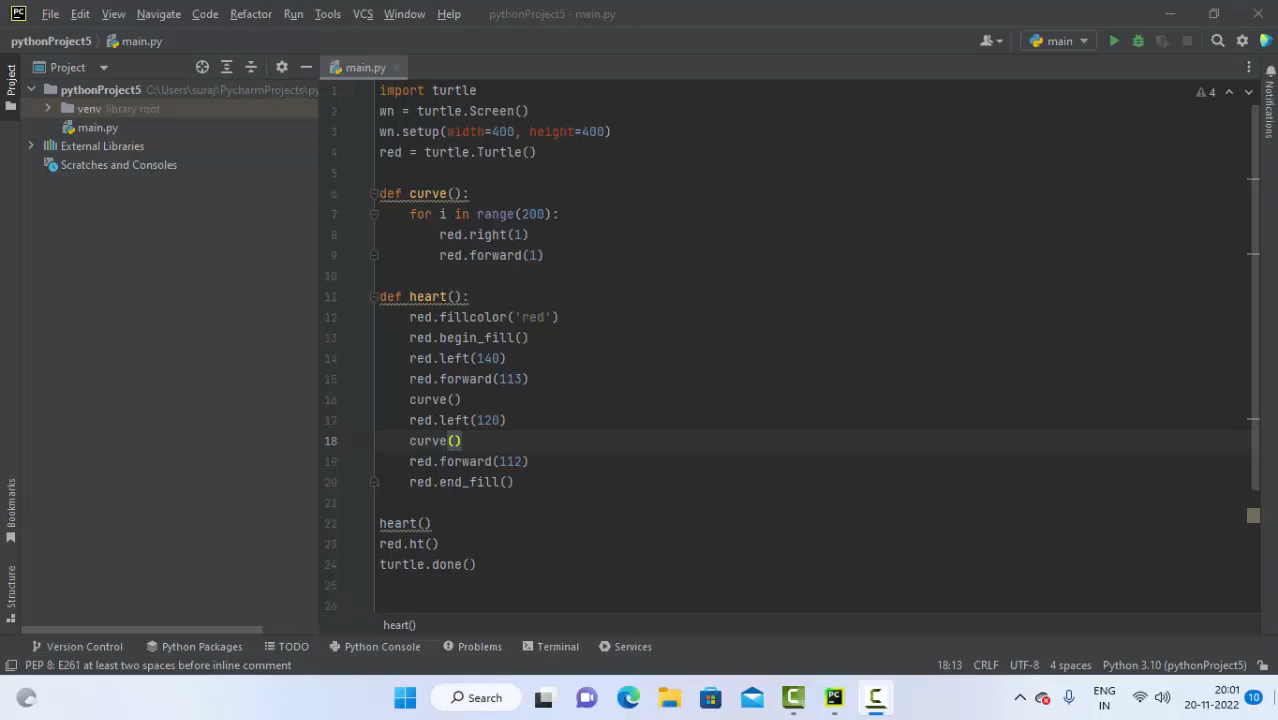 PC File Edit View Navigate Code Refactor Run Tools VCS Window Help pythonProject5 - mein.py
pythonProject5 main.py main
Project main.py
pythonProject5 C:\Users\suraj\PycharmProjects\py
venv library root
main.py
External Libraries
Scratches and Consoles
Project
Bookmarks
Structure
Notifications
4
1 import turtle
2 wn = turtle.Screen()
3 wn.setup(width=400, height=400)
4 red = turtle.Turtle()
5
6 def curve():
7 for i in range(200):
8 red.right(1)
9 red.forward(1)
10
11 def heart():
12 red.fillcolor('red')
13 red.begin_fill()
14 red.left(140)
15 red.forward(113)
16 curve()
17 red.left(120)
18 curve()
19 red.forward(112)
20 red.end_fill()
21
22 heart()
23 red.ht()
24 turtle.done()
25
26
heart()
Version Control Python Packages TODO Python Console Problems Terminal Services
PEP 8: E261 at least two spaces before inline comment 18:13 CRLF UTF-8 4 spaces Python 3.10 (pythonProject5)
Search PC ENG IN 20:01 20-11-2022 10